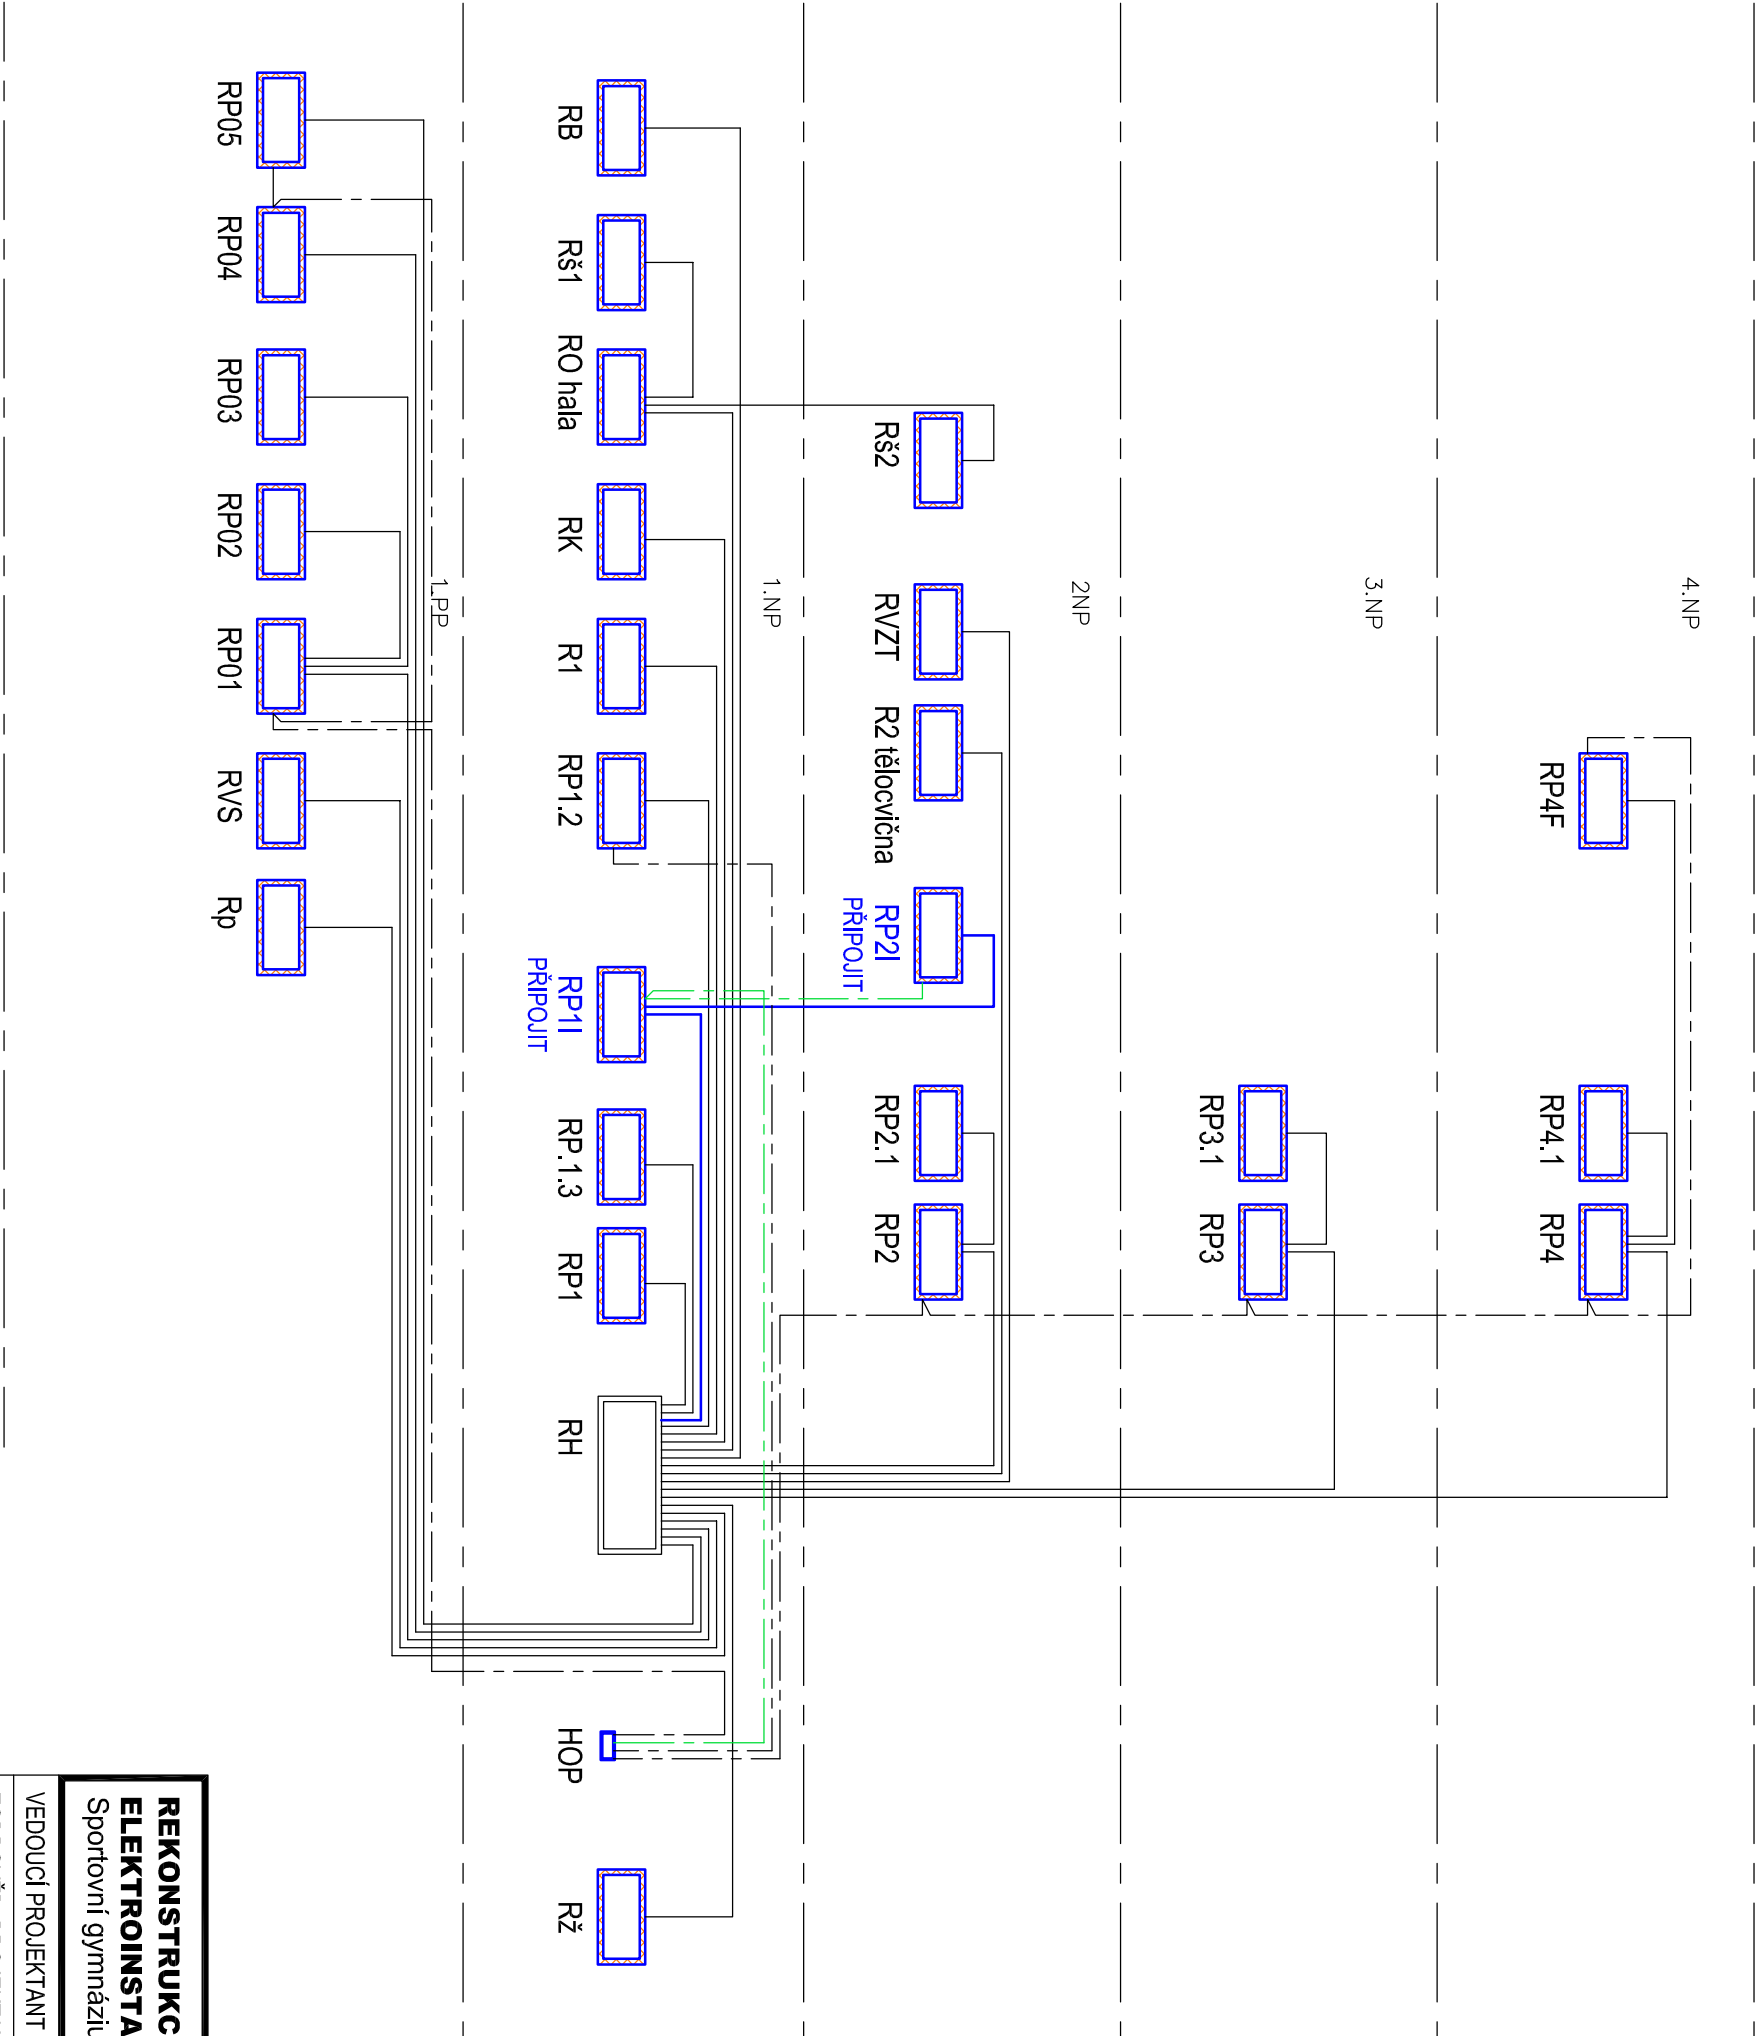 4.NP
RP4F
RP4.1
RP4
3.NP
RP3.1
RP3
2NP
Rš2
RVZT
R2 tělocvična
RP2I
PŘIPOJIT
RP2.1
RP2
1.NP
RB
Rš1
RO hala
RK
R1
RP1.2
RP1I
PŘIPOJIT
RP.1.3
RP1
RH
HOP
Rž
1.PP
RP05
RP04
RP03
RP02
RP01
RVS
Rp
REKONSTRUKC
ELEKTROINSTA
Sportovní gymnáziu
VEDOUCÍ PROJEKTANT